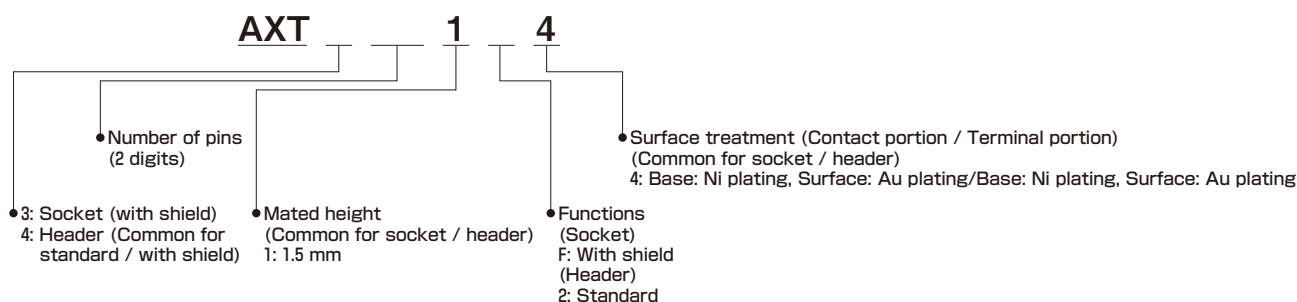 AXT 1 4
Number of pins
(2 digits)
Surface treatment (Contact portion / Terminal portion)
(Common for socket / header)
4: Base: Ni plating, Surface: Au plating/Base: Ni plating, Surface: Au plating
3: Socket (with shield)
4: Header (Common for
standard / with shield)
Mated height
(Common for socket / header)
1: 1.5 mm
Functions
(Socket)
F: With shield
(Header)
2: Standard